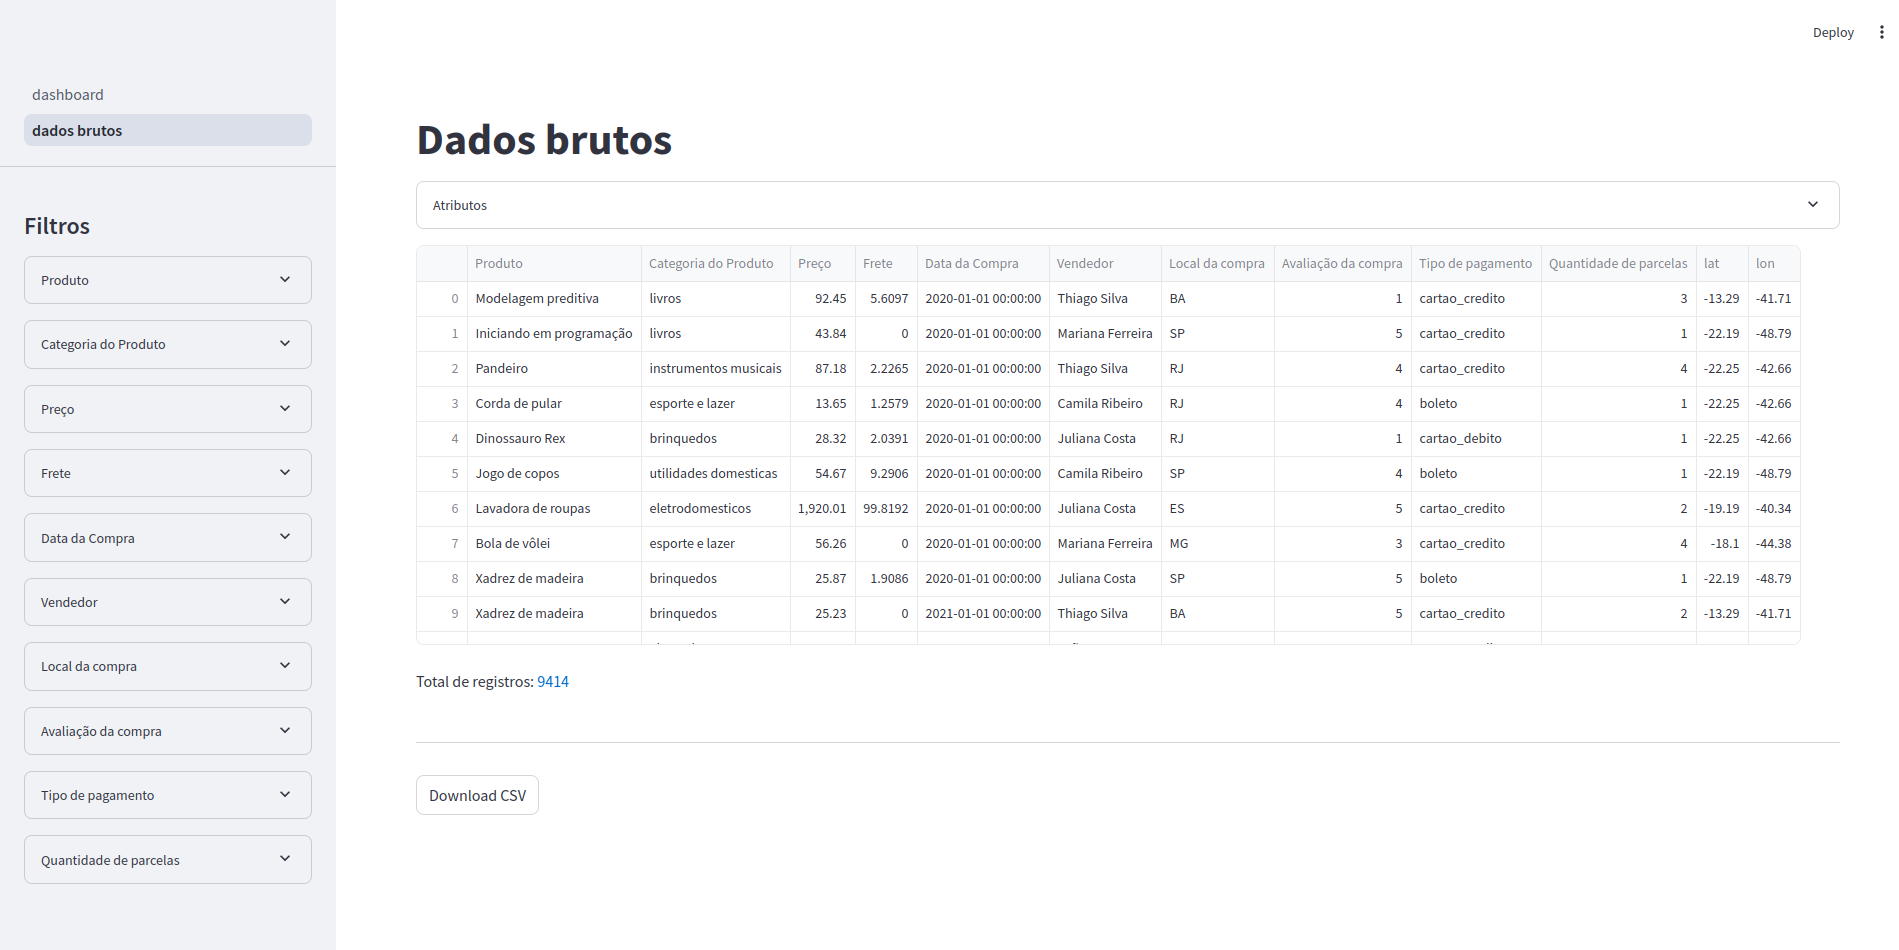 Deploy
dashboard
dados brutos
Filtros
Produto
Categoria do Produto
Preço
Frete
Data da Compra
Vendedor
Local da compra
Avaliação da compra
Tipo de pagamento
Quantidade de parcelas
Dados brutos
Atributos
Produto Categoria do Produto Preço Frete Data da Compra Vendedor Local da compra Avaliação da compra Tipo de pagamento Quantidade de parcelas lat lon
0 Modelagem preditiva livros 92.45 5.6097 2020-01-01 00:00:00 Thiago Silva BA 1 cartao_credito 3 -13.29 -41.71
1 Iniciando em programação livros 43.84 0 2020-01-01 00:00:00 Mariana Ferreira SP 5 cartao_credito 1 -22.19 -48.79
2 Pandeiro instrumentos musicais 87.18 2.2265 2020-01-01 00:00:00 Thiago Silva RJ 4 cartao_credito 4 -22.25 -42.66
3 Corda de pular esporte e lazer 13.65 1.2579 2020-01-01 00:00:00 Camila Ribeiro RJ 4 boleto 1 -22.25 -42.66
4 Dinossauro Rex brinquedos 28.32 2.0391 2020-01-01 00:00:00 Juliana Costa RJ 1 cartao_debito 1 -22.25 -42.66
5 Jogo de copos utilidades domesticas 54.67 9.2906 2020-01-01 00:00:00 Camila Ribeiro SP 4 boleto 1 -22.19 -48.79
6 Lavadora de roupas eletrodomesticos 1,920.01 99.8192 2020-01-01 00:00:00 Juliana Costa ES 5 cartao_credito 2 -19.19 -40.34
7 Bola de vôlei esporte e lazer 56.26 0 2020-01-01 00:00:00 Mariana Ferreira MG 3 cartao_credito 4 -18.1 -44.38
8 Xadrez de madeira brinquedos 25.87 1.9086 2020-01-01 00:00:00 Juliana Costa SP 5 boleto 1 -22.19 -48.79
9 Xadrez de madeira brinquedos 25.23 0 2021-01-01 00:00:00 Thiago Silva BA 5 cartao_credito 2 -13.29 -41.71
Total de registros: 9414
Download CSV